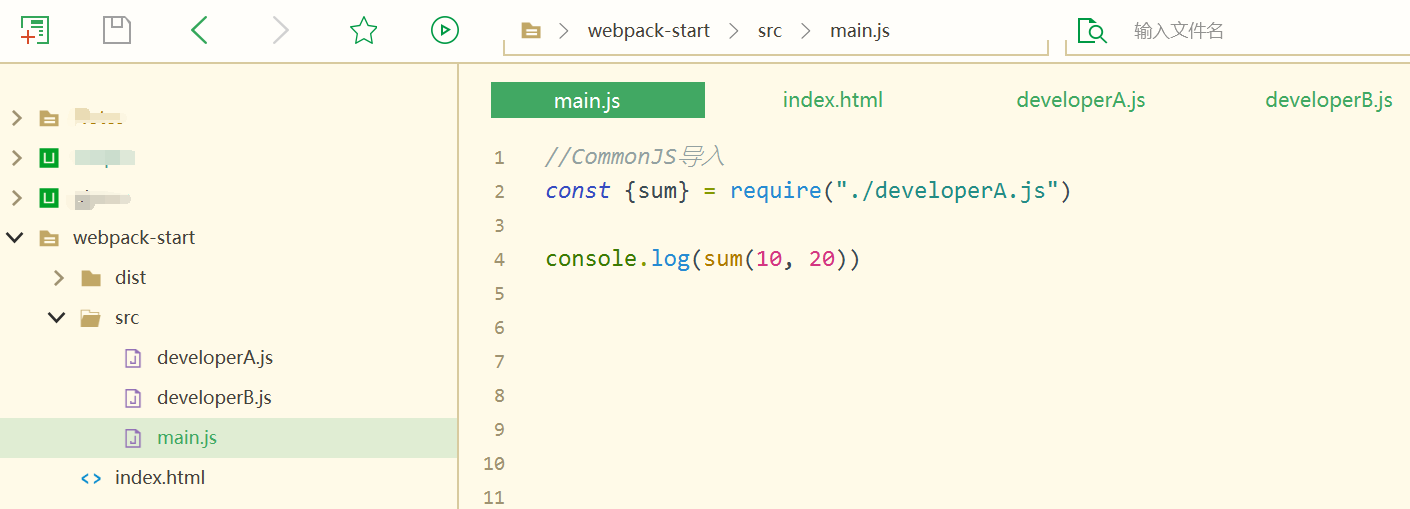 webpack-start
src
main.js
输入文件名
main.js
index.html
developerA.js
developerB.js
webpack-start
dist
src
developerA.js
developerB.js
main.js
index.html
1 //CommonJS导入
2 const {sum} = require("./developerA.js")
3
4 console.log(sum(10, 20))
5
6
7
8
9
10
11